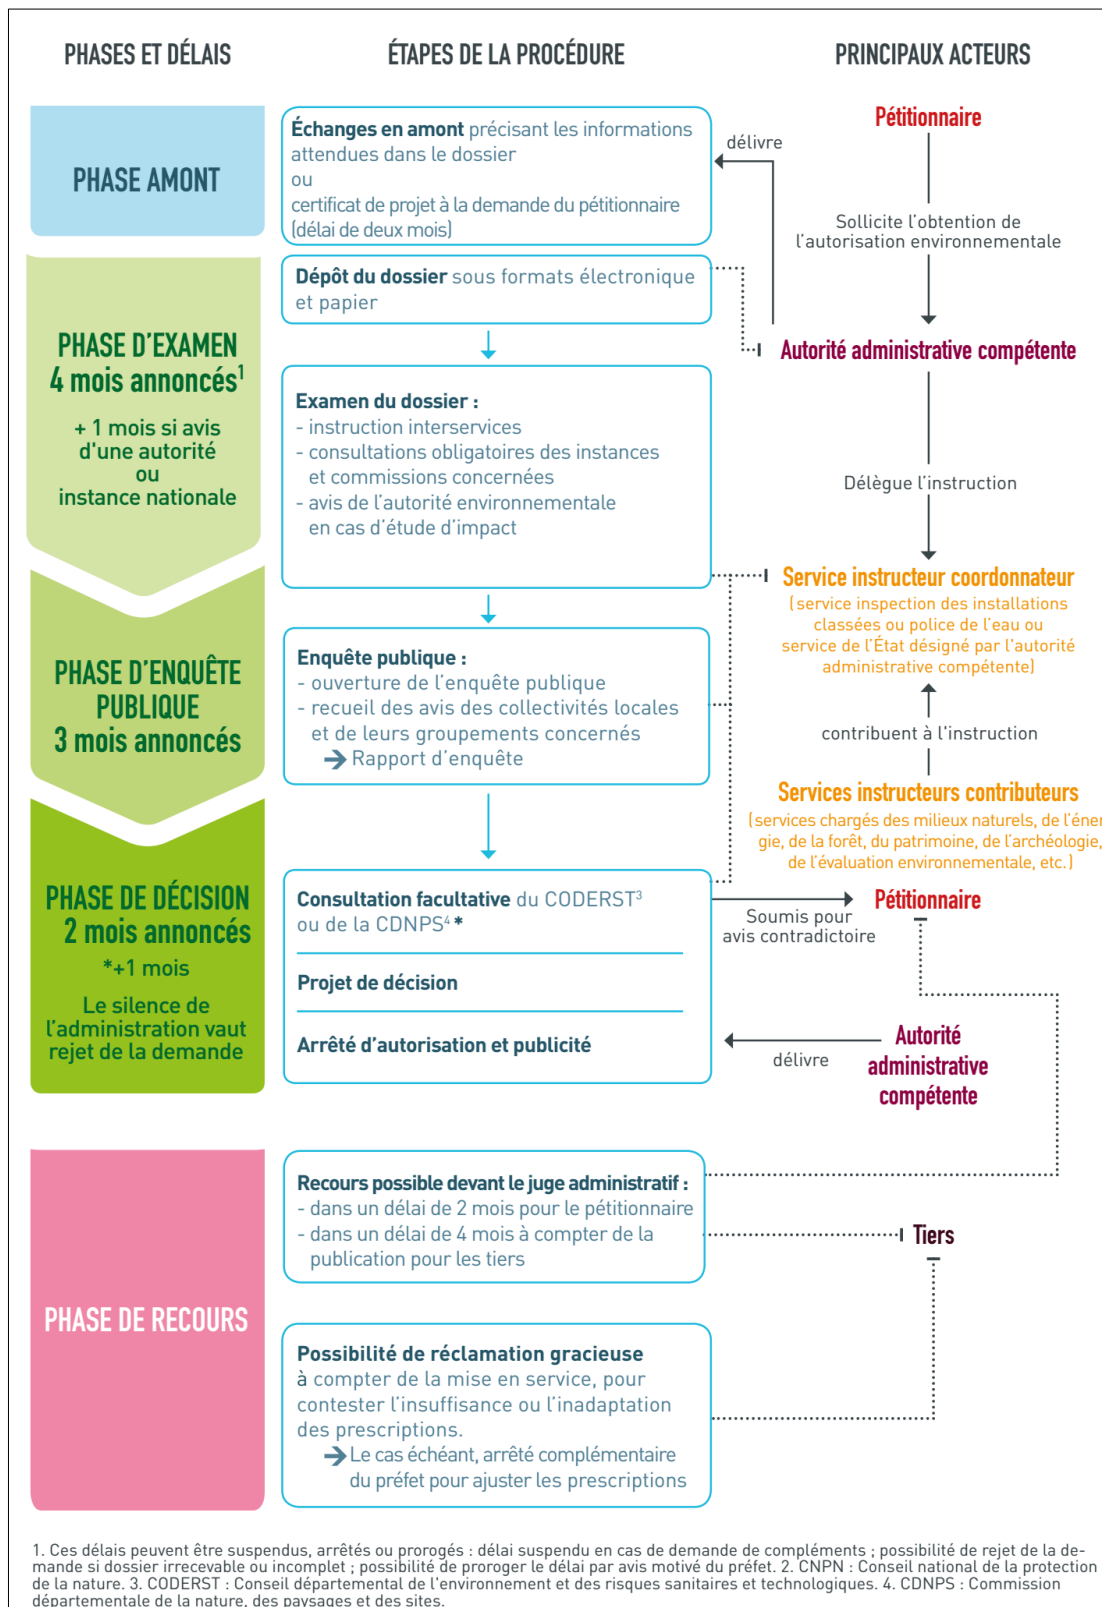 PHASES ET DÉLAIS
ÉTAPES DE LA PROCÉDURE
PRINCIPAUX ACTEURS
PHASE AMONT
Échanges en amont précisant les informations
attendues dans le dossier
ou
certificat de projet à la demande du pétitionnaire
(délai de deux mois)
délivre
Pétitionnaire
Sollicite l’obtention de
l’autorisation environnementale
Dépôt du dossier sous formats électronique
et papier
Autorité administrative compétente
PHASE D’EXAMEN
4 mois annoncés1
+ 1 mois si avis
d'une autorité
ou
instance nationale
Examen du dossier :
- instruction interservices
- consultations obligatoires des instances
et commissions concernées
- avis de l’autorité environnementale
en cas d’étude d’impact
Délègue l’instruction
Service instructeur coordonnateur
(service inspection des installations
classées ou police de l’eau ou
service de l’État désigné par l'autorité
administrative compétente)
PHASE D’ENQUÊTE
PUBLIQUE
3 mois annoncés
Enquête publique :
- ouverture de l’enquête publique
- recueil des avis des collectivités locales
et de leurs groupements concernés
➔ Rapport d’enquête
contribuent à l'instruction
Services instructeurs contributeurs
(services chargés des milieux naturels, de l’éner
gie, de la forêt, du patrimoine, de l’archéologie,
de l’évaluation environnementale, etc.)
PHASE DE DÉCISION
2 mois annoncés
*+1 mois
Le silence de
l’administration vaut
rejet de la demande
Consultation facultative du CODERST3
ou de la CDNPS4 *
Projet de décision
Arrêté d’autorisation et publicité
Pétitionnaire
Soumis pour
avis contradictoire
Autorité
administrative
compétente
délivre
PHASE DE RECOURS
Recours possible devant le juge administratif :
- dans un délai de 2 mois pour le pétitionnaire
- dans un délai de 4 mois à compter de la
publication pour les tiers
Tiers
Possibilité de réclamation gracieuse
à compter de la mise en service, pour
contester l’insuffisance ou l’inadaptation
des prescriptions.
➔ Le cas échéant, arrêté complémentaire
du préfet pour ajuster les prescriptions
1. Ces délais peuvent être suspendus, arrêtés ou prorogés : délai suspendu en cas de demande de compléments ; possibilité de rejet de la de-
mande si dossier irrecevable ou incomplet ; possibilité de proroger le délai par avis motivé du préfet. 2. CNPN : Conseil national de la protection
de la nature. 3. CODERST : Conseil départemental de l'environnement et des risques sanitaires et technologiques. 4. CDNPS : Commission
départementale de la nature, des paysages et des sites.